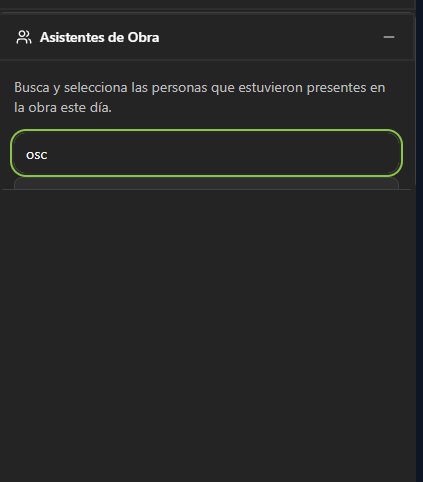 Asistentes de Obra
Busca y selecciona las personas que estuvieron presentes en
la obra este día.
osc